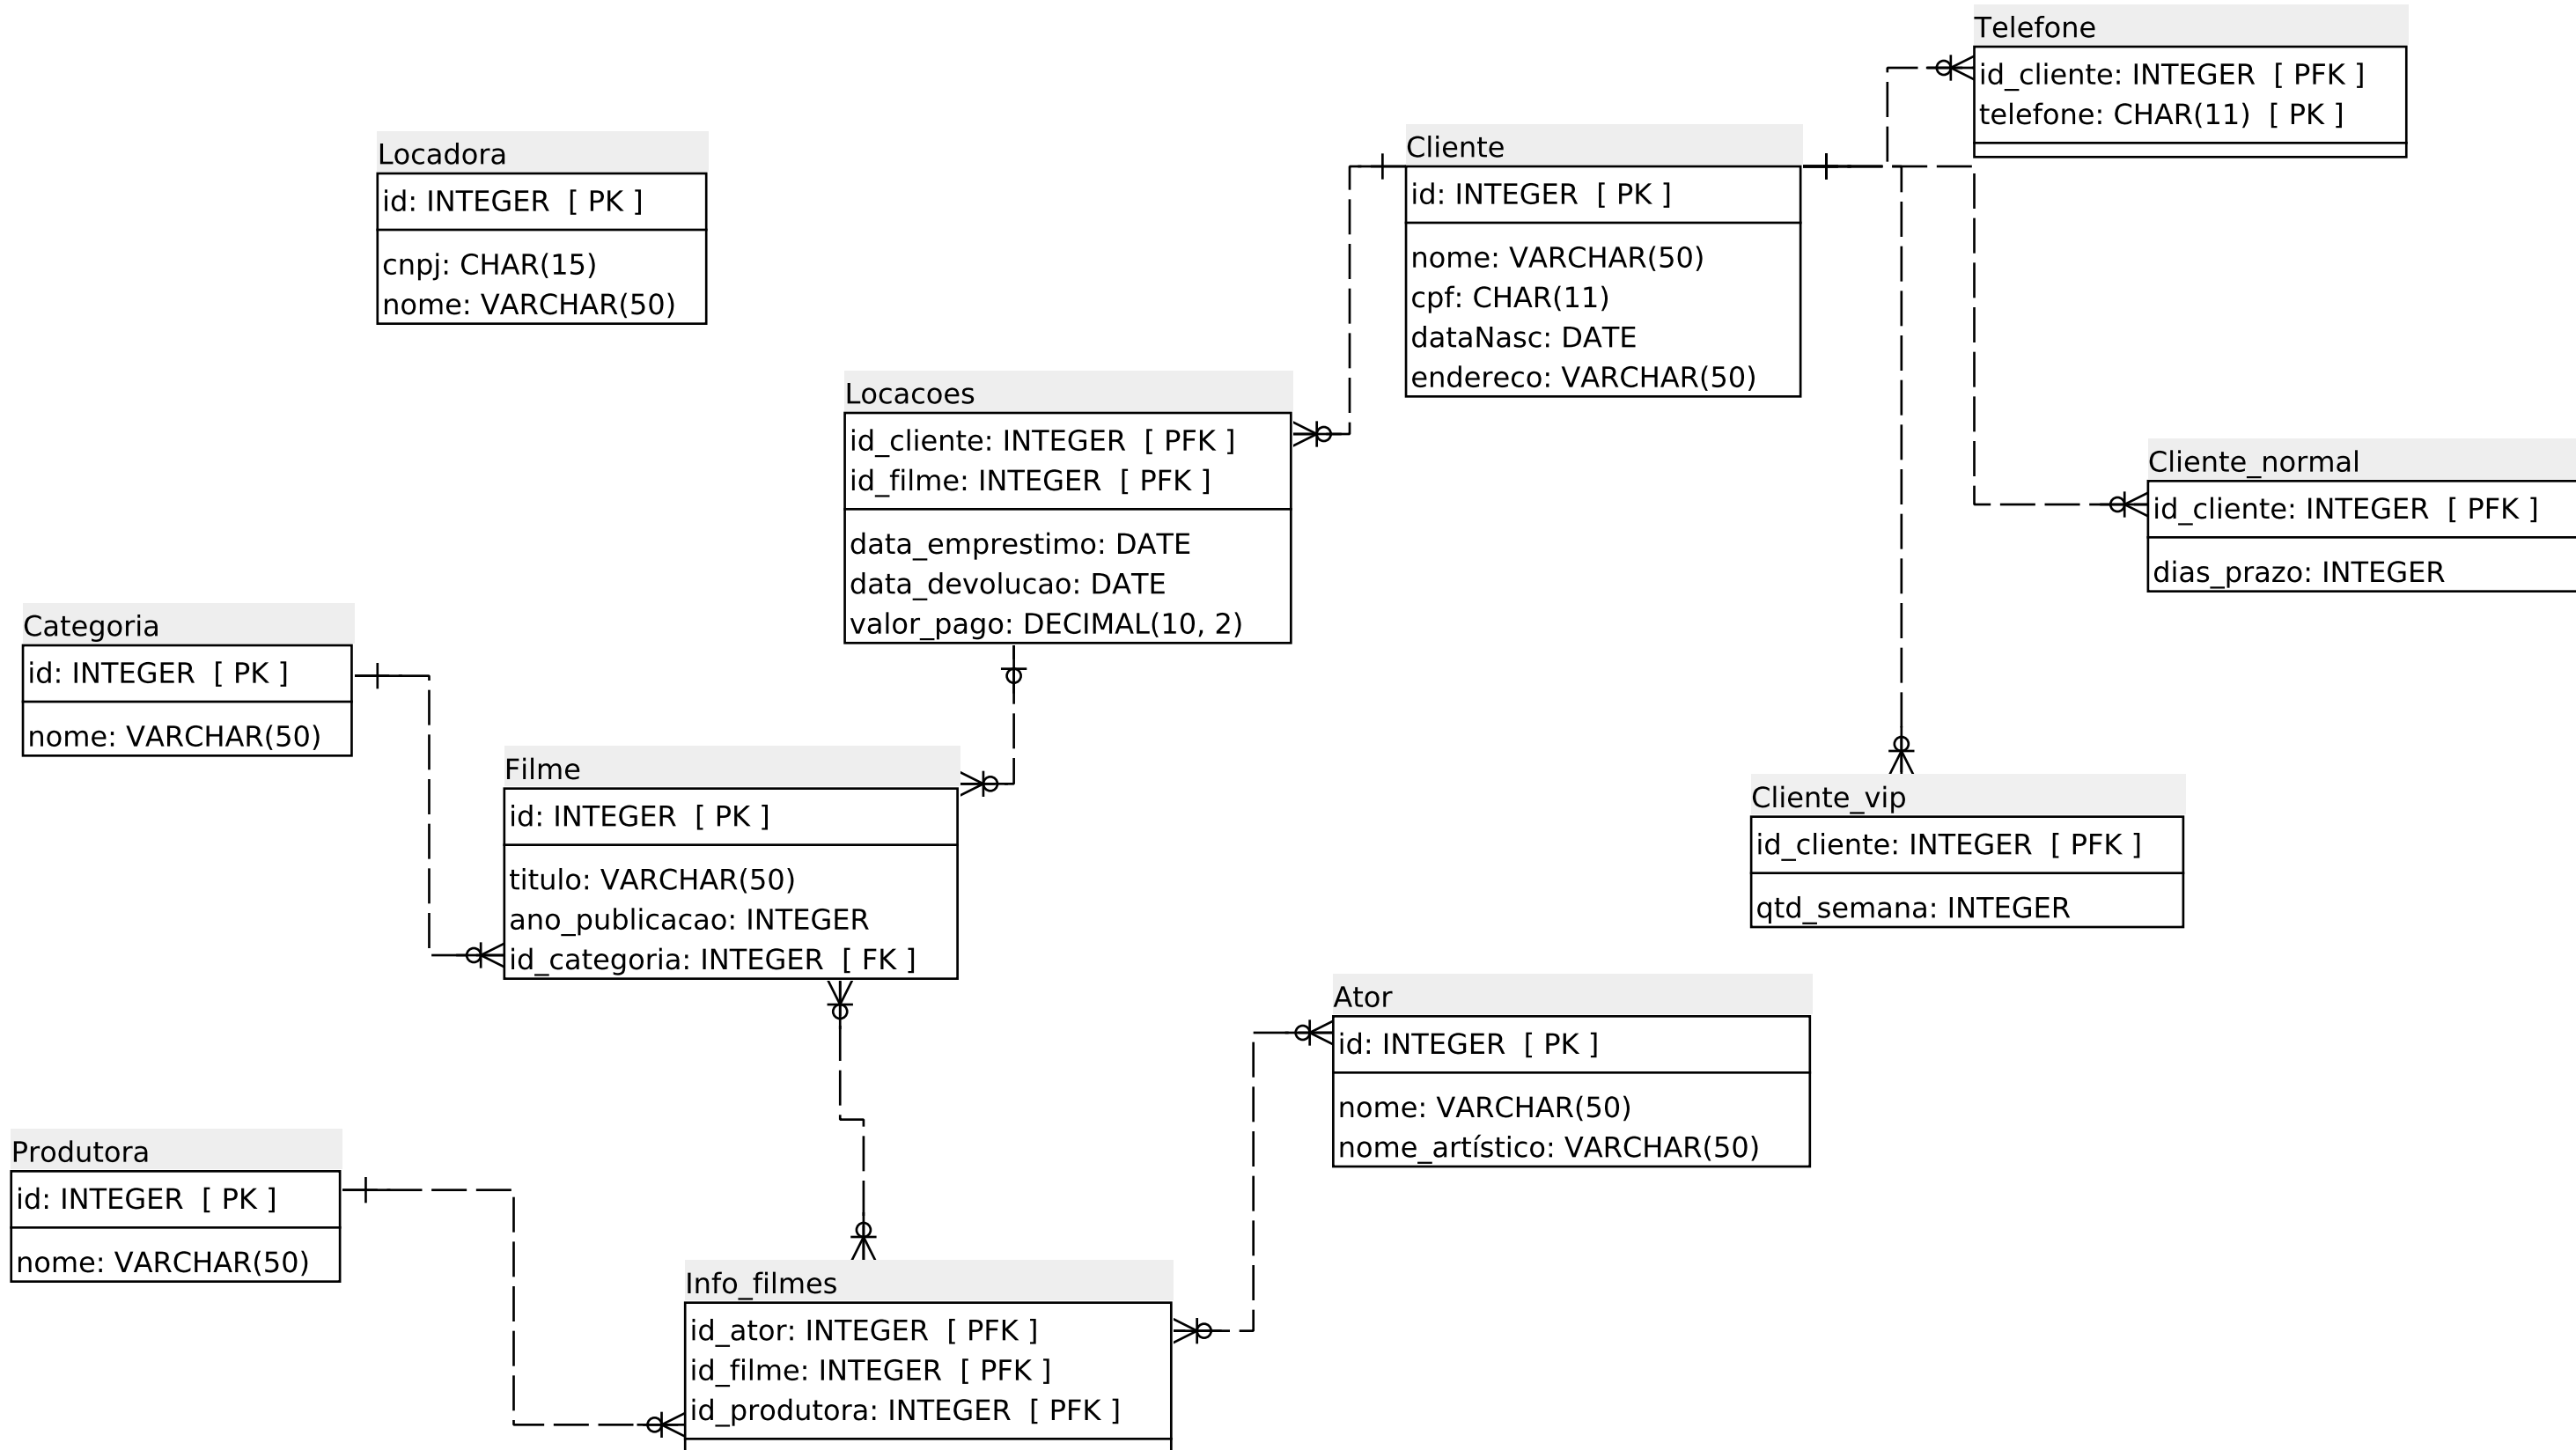 Telefone
id_cliente: INTEGER [ PFK ]
telefone: CHAR(11) [ PK ]
Locadora
id: INTEGER [ PK ]
cnpj: CHAR(15)
nome: VARCHAR(50)
Cliente
id: INTEGER [ PK ]
nome: VARCHAR(50)
cpf: CHAR(11)
dataNasc: DATE
endereco: VARCHAR(50)
Locacoes
id_cliente: INTEGER [ PFK ]
id_filme: INTEGER [ PFK ]
data_emprestimo: DATE
data_devolucao: DATE
valor_pago: DECIMAL(10, 2)
Cliente_normal
id_cliente: INTEGER [ PFK ]
dias_prazo: INTEGER
Categoria
id: INTEGER [ PK ]
nome: VARCHAR(50)
Filme
id: INTEGER [ PK ]
titulo: VARCHAR(50)
ano_publicacao: INTEGER
id_categoria: INTEGER [ FK ]
Cliente_vip
id_cliente: INTEGER [ PFK ]
qtd_semana: INTEGER
Ator
id: INTEGER [ PK ]
nome: VARCHAR(50)
nome_artístico: VARCHAR(50)
Produtora
id: INTEGER [ PK ]
nome: VARCHAR(50)
Info_filmes
id_ator: INTEGER [ PFK ]
id_filme: INTEGER [ PFK ]
id_produtora: INTEGER [ PFK ]